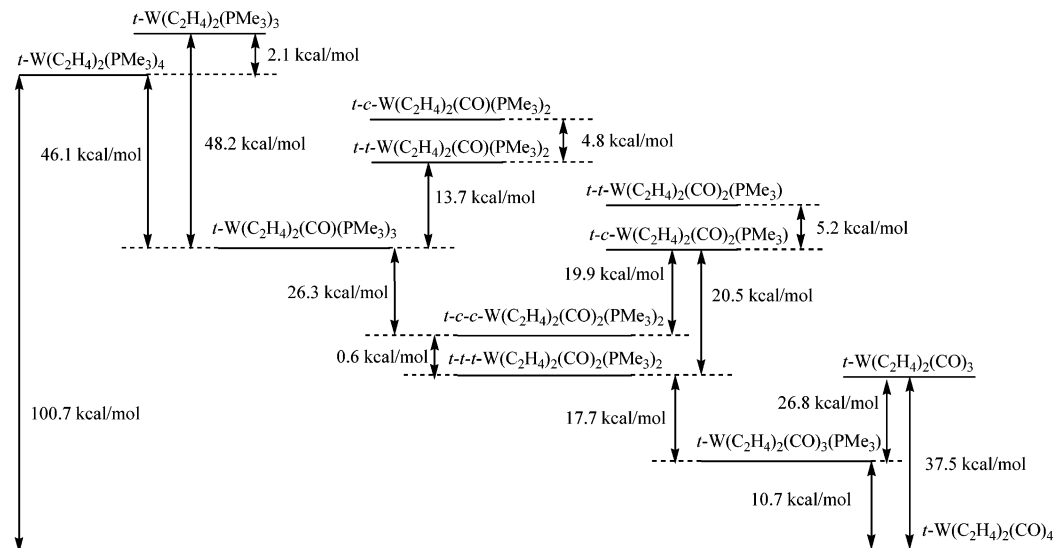 t-W(C₂H₄)₂(PMe₃)₃
2.1 kcal/mol
t-W(C₂H₄)₂(PMe₃)₄
t-c-W(C₂H₄)₂(CO)(PMe₃)₂
46.1 kcal/mol
48.2 kcal/mol
4.8 kcal/mol
t-t-W(C₂H₄)₂(CO)(PMe₃)₂
13.7 kcal/mol
t-t-W(C₂H₄)₂(CO)₂(PMe₃)
t-W(C₂H₄)₂(CO)(PMe₃)₃
5.2 kcal/mol
t-c-W(C₂H₄)₂(CO)₂(PMe₃)
19.9 kcal/mol
26.3 kcal/mol
20.5 kcal/mol
t-c-c-W(C₂H₄)₂(CO)₂(PMe₃)₂
0.6 kcal/mol
t-t-t-W(C₂H₄)₂(CO)₂(PMe₃)₂
t-W(C₂H₄)₂(CO)₃
100.7 kcal/mol
17.7 kcal/mol
26.8 kcal/mol
t-W(C₂H₄)₂(CO)₃(PMe₃)
37.5 kcal/mol
10.7 kcal/mol
t-W(C₂H₄)₂(CO)₄